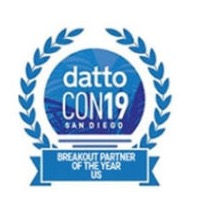 datto
CON19
SAN DIEGO
BREAKOUT PARTNER
OF THE YEAR
US